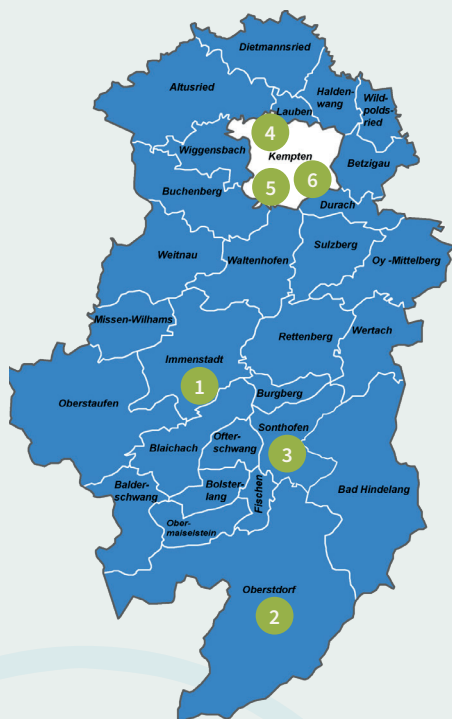 Dietmannsried
Altusried
Halden-
wang
Wild-
polds-
ried
Lauben
4
Kempten
Wiggensbach
Betzigau
5
6
Buchenberg
Durach
Sulzberg
Weitnau
Waltenhofen
Oy -Mittelberg
Missen-Wilhams
Wertach
Rettenberg
Immenstadt
1
Burgberg
Oberstaufen
Sonthofen
Ofter-
schwang
3
Blaichach
Balder-
schwang
Bolster-
lang
Fischen
Bad Hindelang
Ober-
maiselstein
Oberstdorf
2